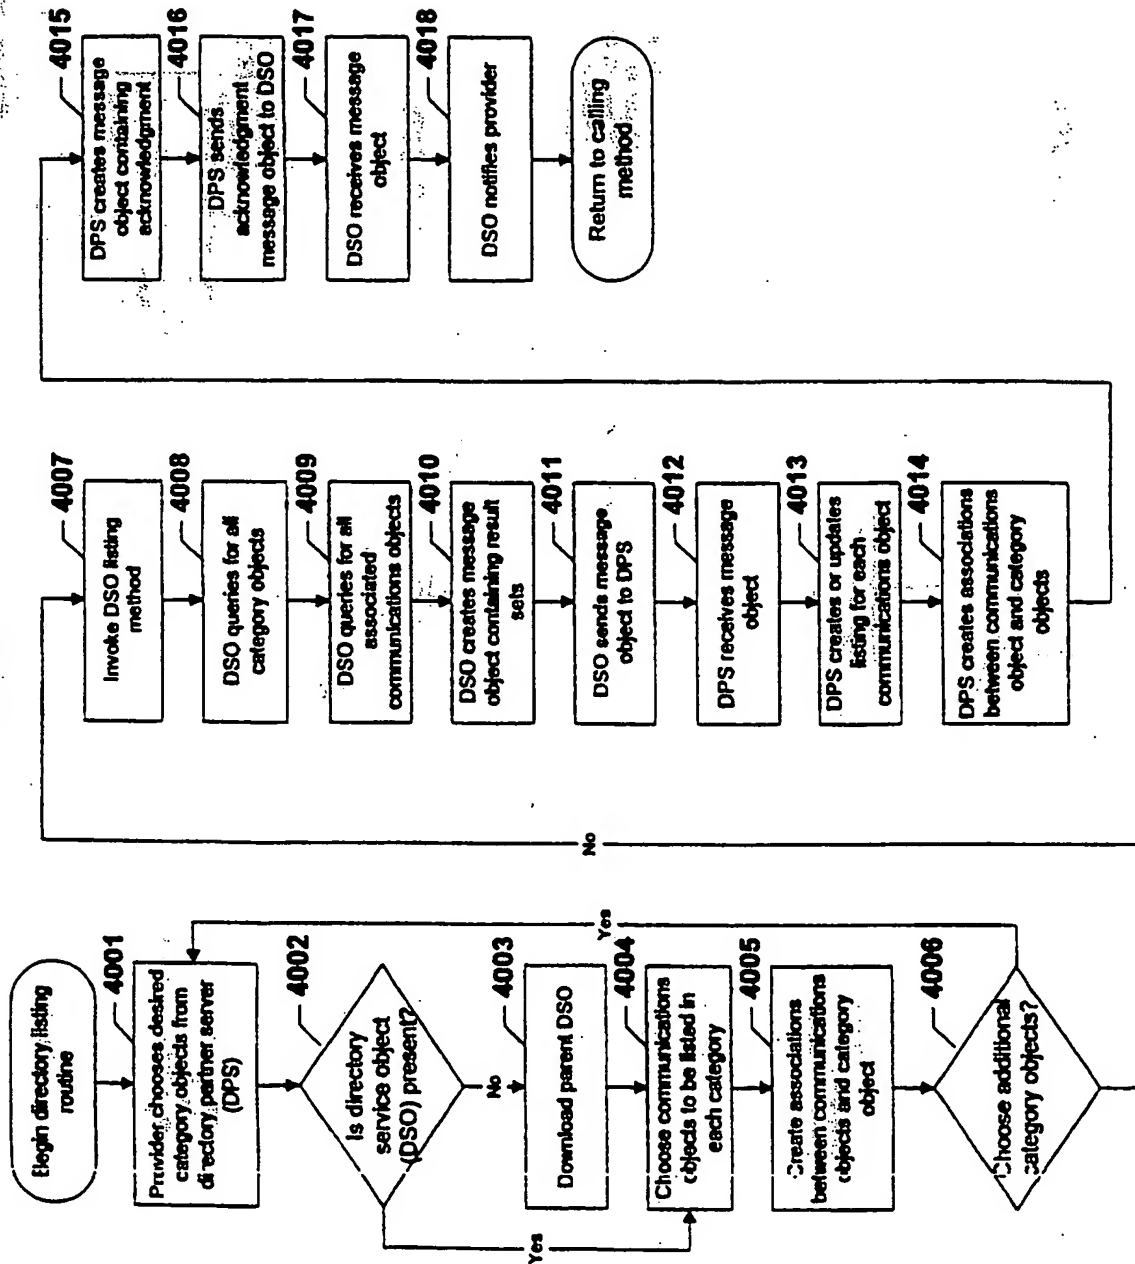 Begin directory listing
routine
4001
Provider chooses desired
category objects from
directory partner server
(DPS)
4002
Is directory
service object
(DSO) present?
No
Yes
4003
Download parent DSO
4004
Choose communications
objects to be listed in
each category
4005
Create associations
between communications
objects and category
object
4006
Choose additional
category objects?
Yes
No
4007
Invoke DSO listing
method
4008
DSO queries for all
category objects
4009
DSO queries for all
associated
communications objects
4010
DSO creates message
object containing result
sets
4011
DSO sends message
object to DPS
4012
DPS receives message
object
4013
DPS creates or updates
listing for each
communications object
4014
DPS creates associations
between communications
object and category
objects
4015
DPS creates message
object containing
acknowledgment
4016
DPS sends
acknowledgment
message object to DSO
4017
DSO receives message
object
4018
DSO notifies provider
Return to calling
method